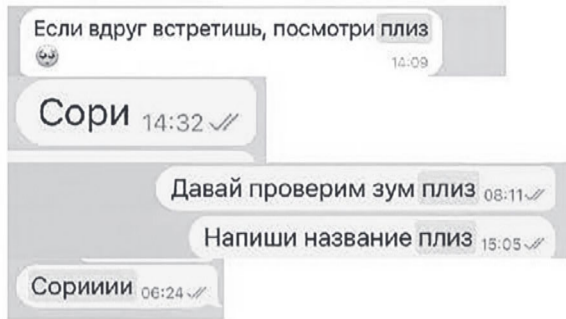 Если вдруг встретишь, посмотри плиз
🥺 14:09
Сори 14:32
Давай проверим зум плиз 08:11
Напиши название плиз 15:05
Сорииии 06:24